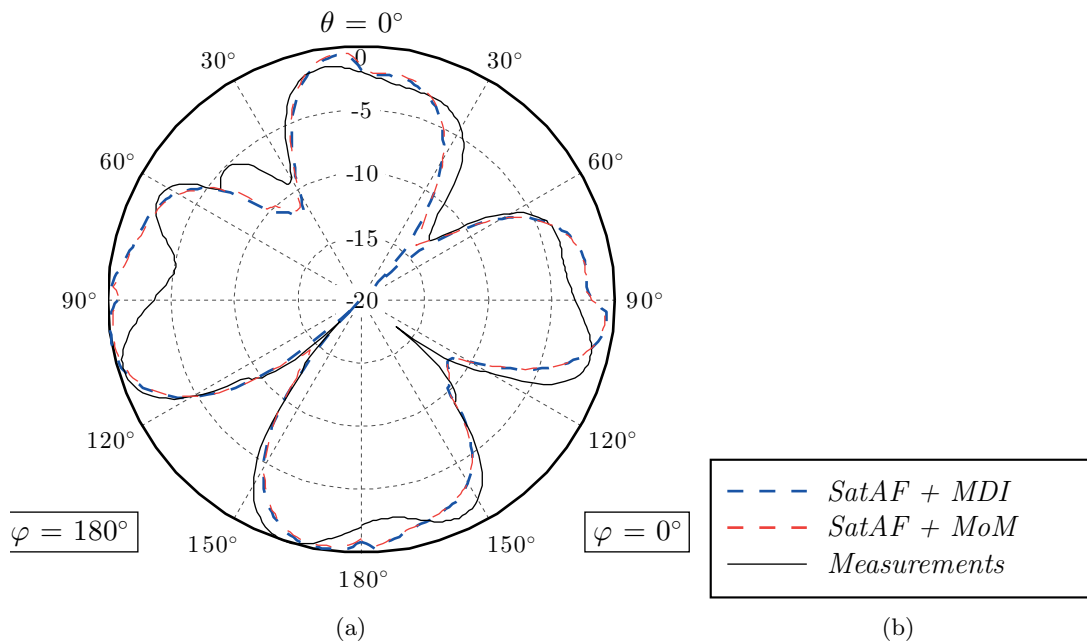 θ = 0°
0
30°
30°
-5
60°
60°
-10
-15
90°
-20
90°
120°
120°
φ = 180°
150°
150°
φ = 0°
180°
SatAF + MDI
SatAF + MoM
Measurements
(a)
(b)